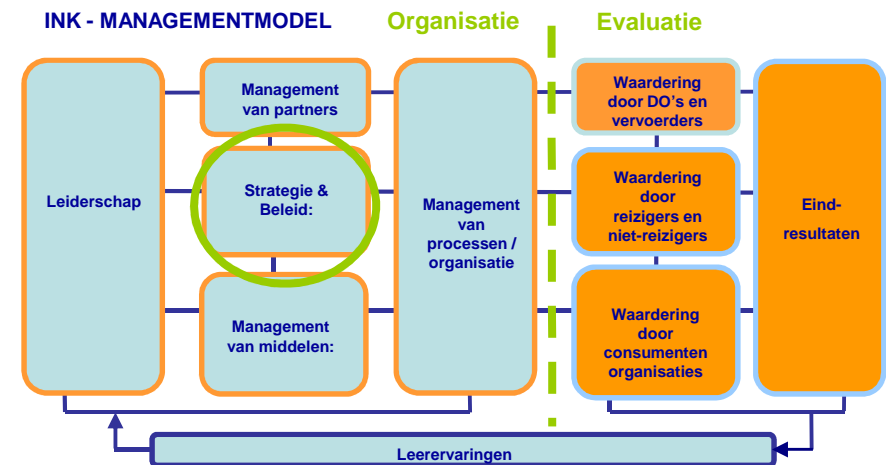 INK - MANAGEMENTMODEL
Organisatie
Evaluatie
Leiderschap
Management
van partners
Strategie &
Beleid:
Management
van middelen:
Management
van
processen /
organisatie
Waardering
door DO’s en
vervoerders
Waardering
door
reizigers en
niet-reizigers
Waardering
door
consumenten
organisaties
Eind-
resultaten
Leerervaringen